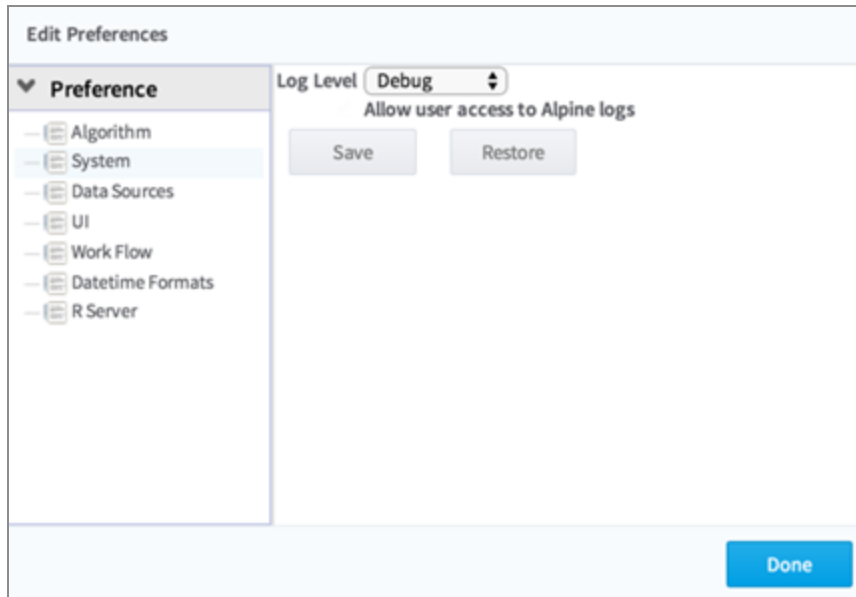 Edit Preferences
Preference
Algorithm
System
Data Sources
UI
Work Flow
Datetime Formats
R Server
Log Level Debug
Allow user access to Alpine logs
Save Restore
Done